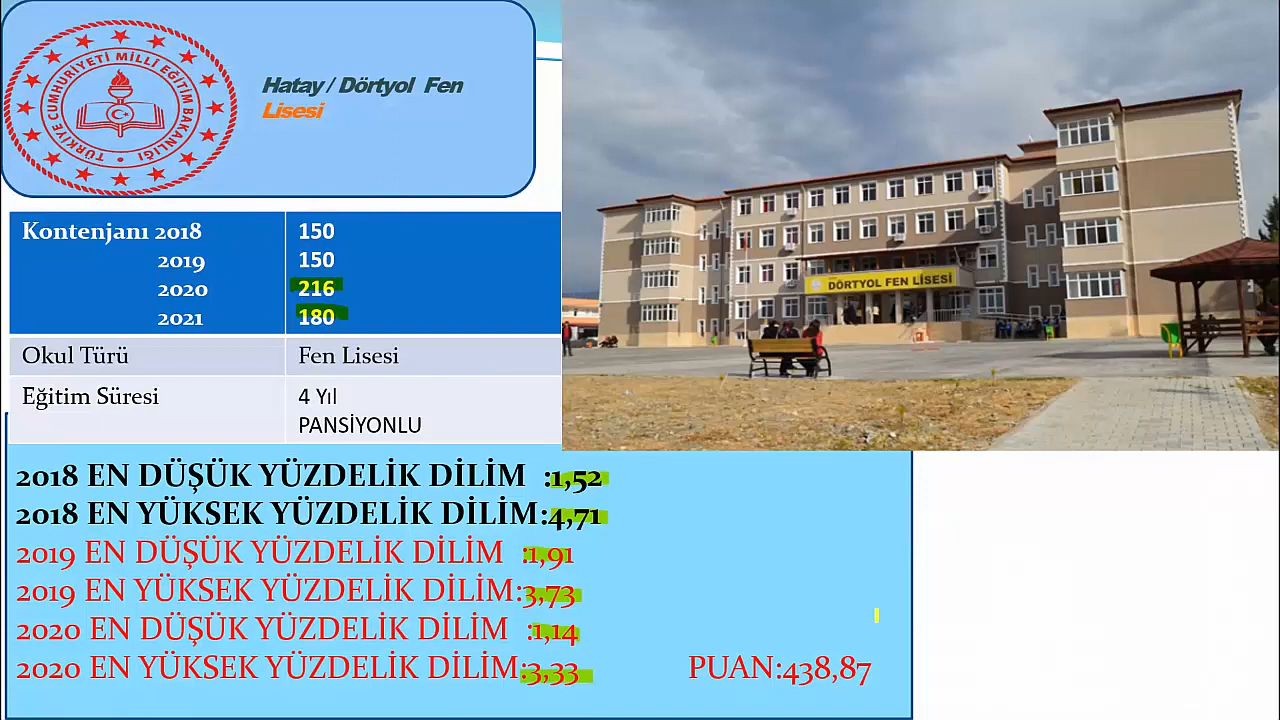 TÜRKİYE CUMHURİYETİ MİLLÎ EĞİTİM BAKANLIĞI
Hatay / Dörtyol Fen
Lisesi
DÖRTYOL FEN LİSESİ
Kontenjanı 2018 150
2019 150
2020 216
2021 180
Okul Türü Fen Lisesi
Eğitim Süresi 4 Yıl
PANSİYONLU
2018 EN DÜŞÜK YÜZDELİK DİLİM :1,52
2018 EN YÜKSEK YÜZDELİK DİLİM:4,71
2019 EN DÜŞÜK YÜZDELİK DİLİM :1,91
2019 EN YÜKSEK YÜZDELİK DİLİM:3,73
2020 EN DÜŞÜK YÜZDELİK DİLİM :1,14
2020 EN YÜKSEK YÜZDELİK DİLİM:3,33 PUAN:438,87